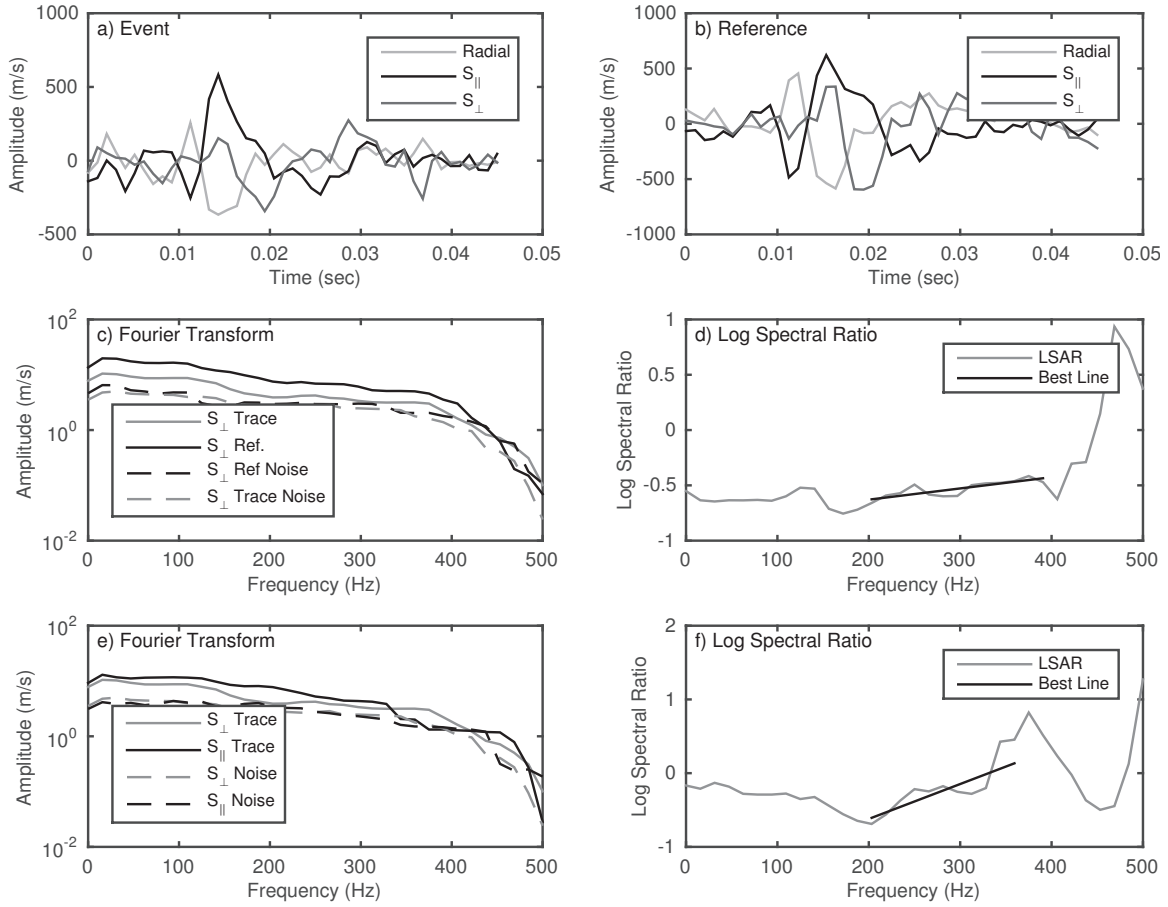 a) Event
Radial
S||
S⊥
1000
500
0
-500
Amplitude (m/s)
0 0.01 0.02 0.03 0.04 0.05
Time (sec)
b) Reference
Radial
S||
S⊥
1000
500
0
-500
-1000
Amplitude (m/s)
0 0.01 0.02 0.03 0.04 0.05
Time (sec)
c) Fourier Transform
S⊥ Trace
S⊥ Ref.
S⊥ Ref Noise
S⊥ Trace Noise
10^2
10^0
10^-2
Amplitude (m/s)
0 100 200 300 400 500
Frequency (Hz)
d) Log Spectral Ratio
LSAR
Best Line
1
0.5
0
-0.5
-1
Log Spectral Ratio
0 100 200 300 400 500
Frequency (Hz)
e) Fourier Transform
S⊥ Trace
S|| Trace
S⊥ Noise
S|| Noise
10^2
10^0
10^-2
Amplitude (m/s)
0 100 200 300 400 500
Frequency (Hz)
f) Log Spectral Ratio
LSAR
Best Line
2
1
0
-1
Log Spectral Ratio
0 100 200 300 400 500
Frequency (Hz)